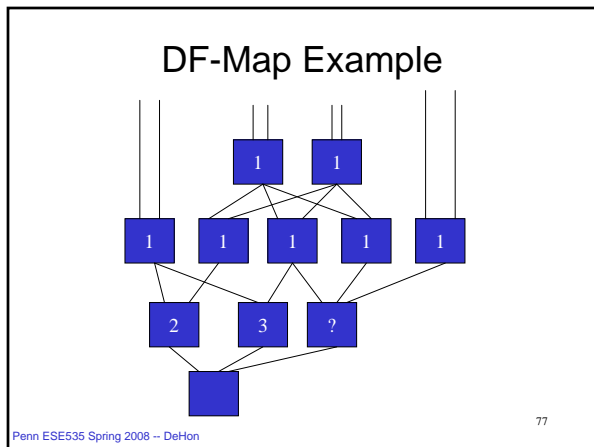 DF-Map Example
1 1
1 1 1 1 1
2 3 ?
77
Penn ESE535 Spring 2008 -- DeHon